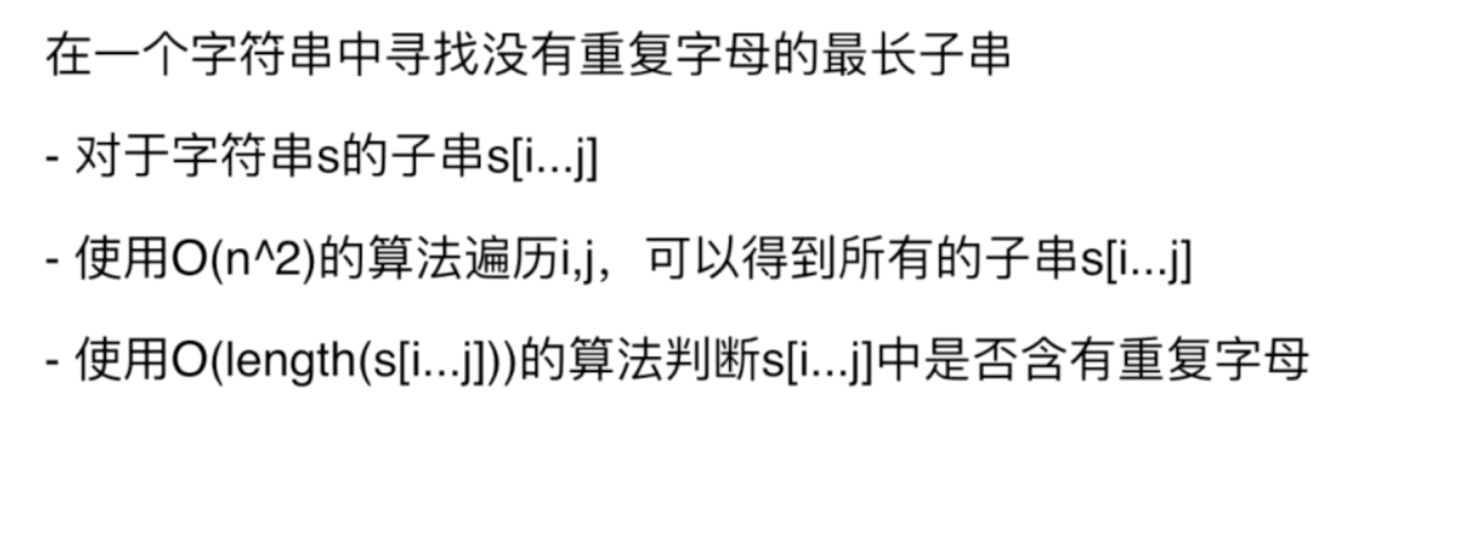 在一个字符串中寻找没有重复字母的最长子串
- 对于字符串s的子串s[i...j]
- 使用O(n^2)的算法遍历i,j，可以得到所有的子串s[i...j]
- 使用O(length(s[i...j]))的算法判断s[i...j]中是否含有重复字母